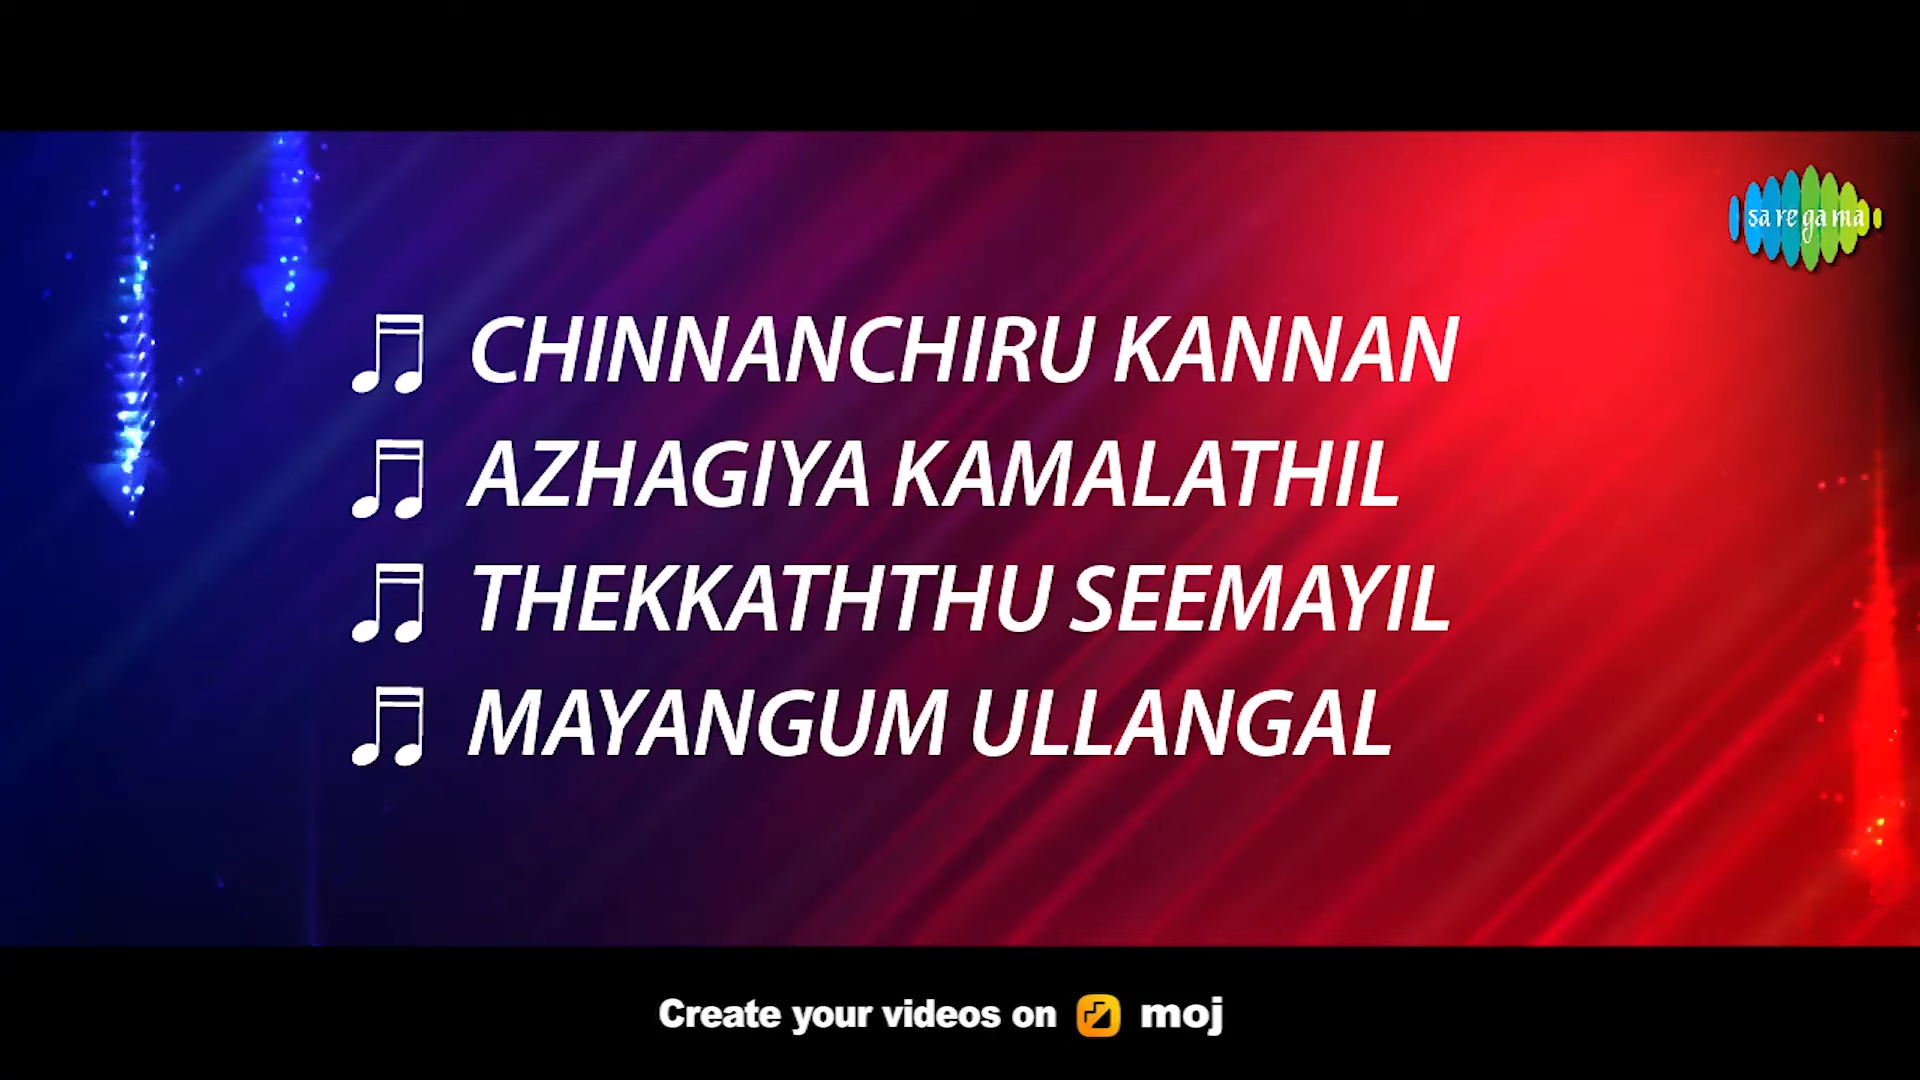 sa re ga ma
CHINNANCHIRU KANNAN
AZHAGIYA KAMALATHIL
THEKKATHTHU SEEMAYIL
MAYANGUM ULLANGAL
Create your videos on moj